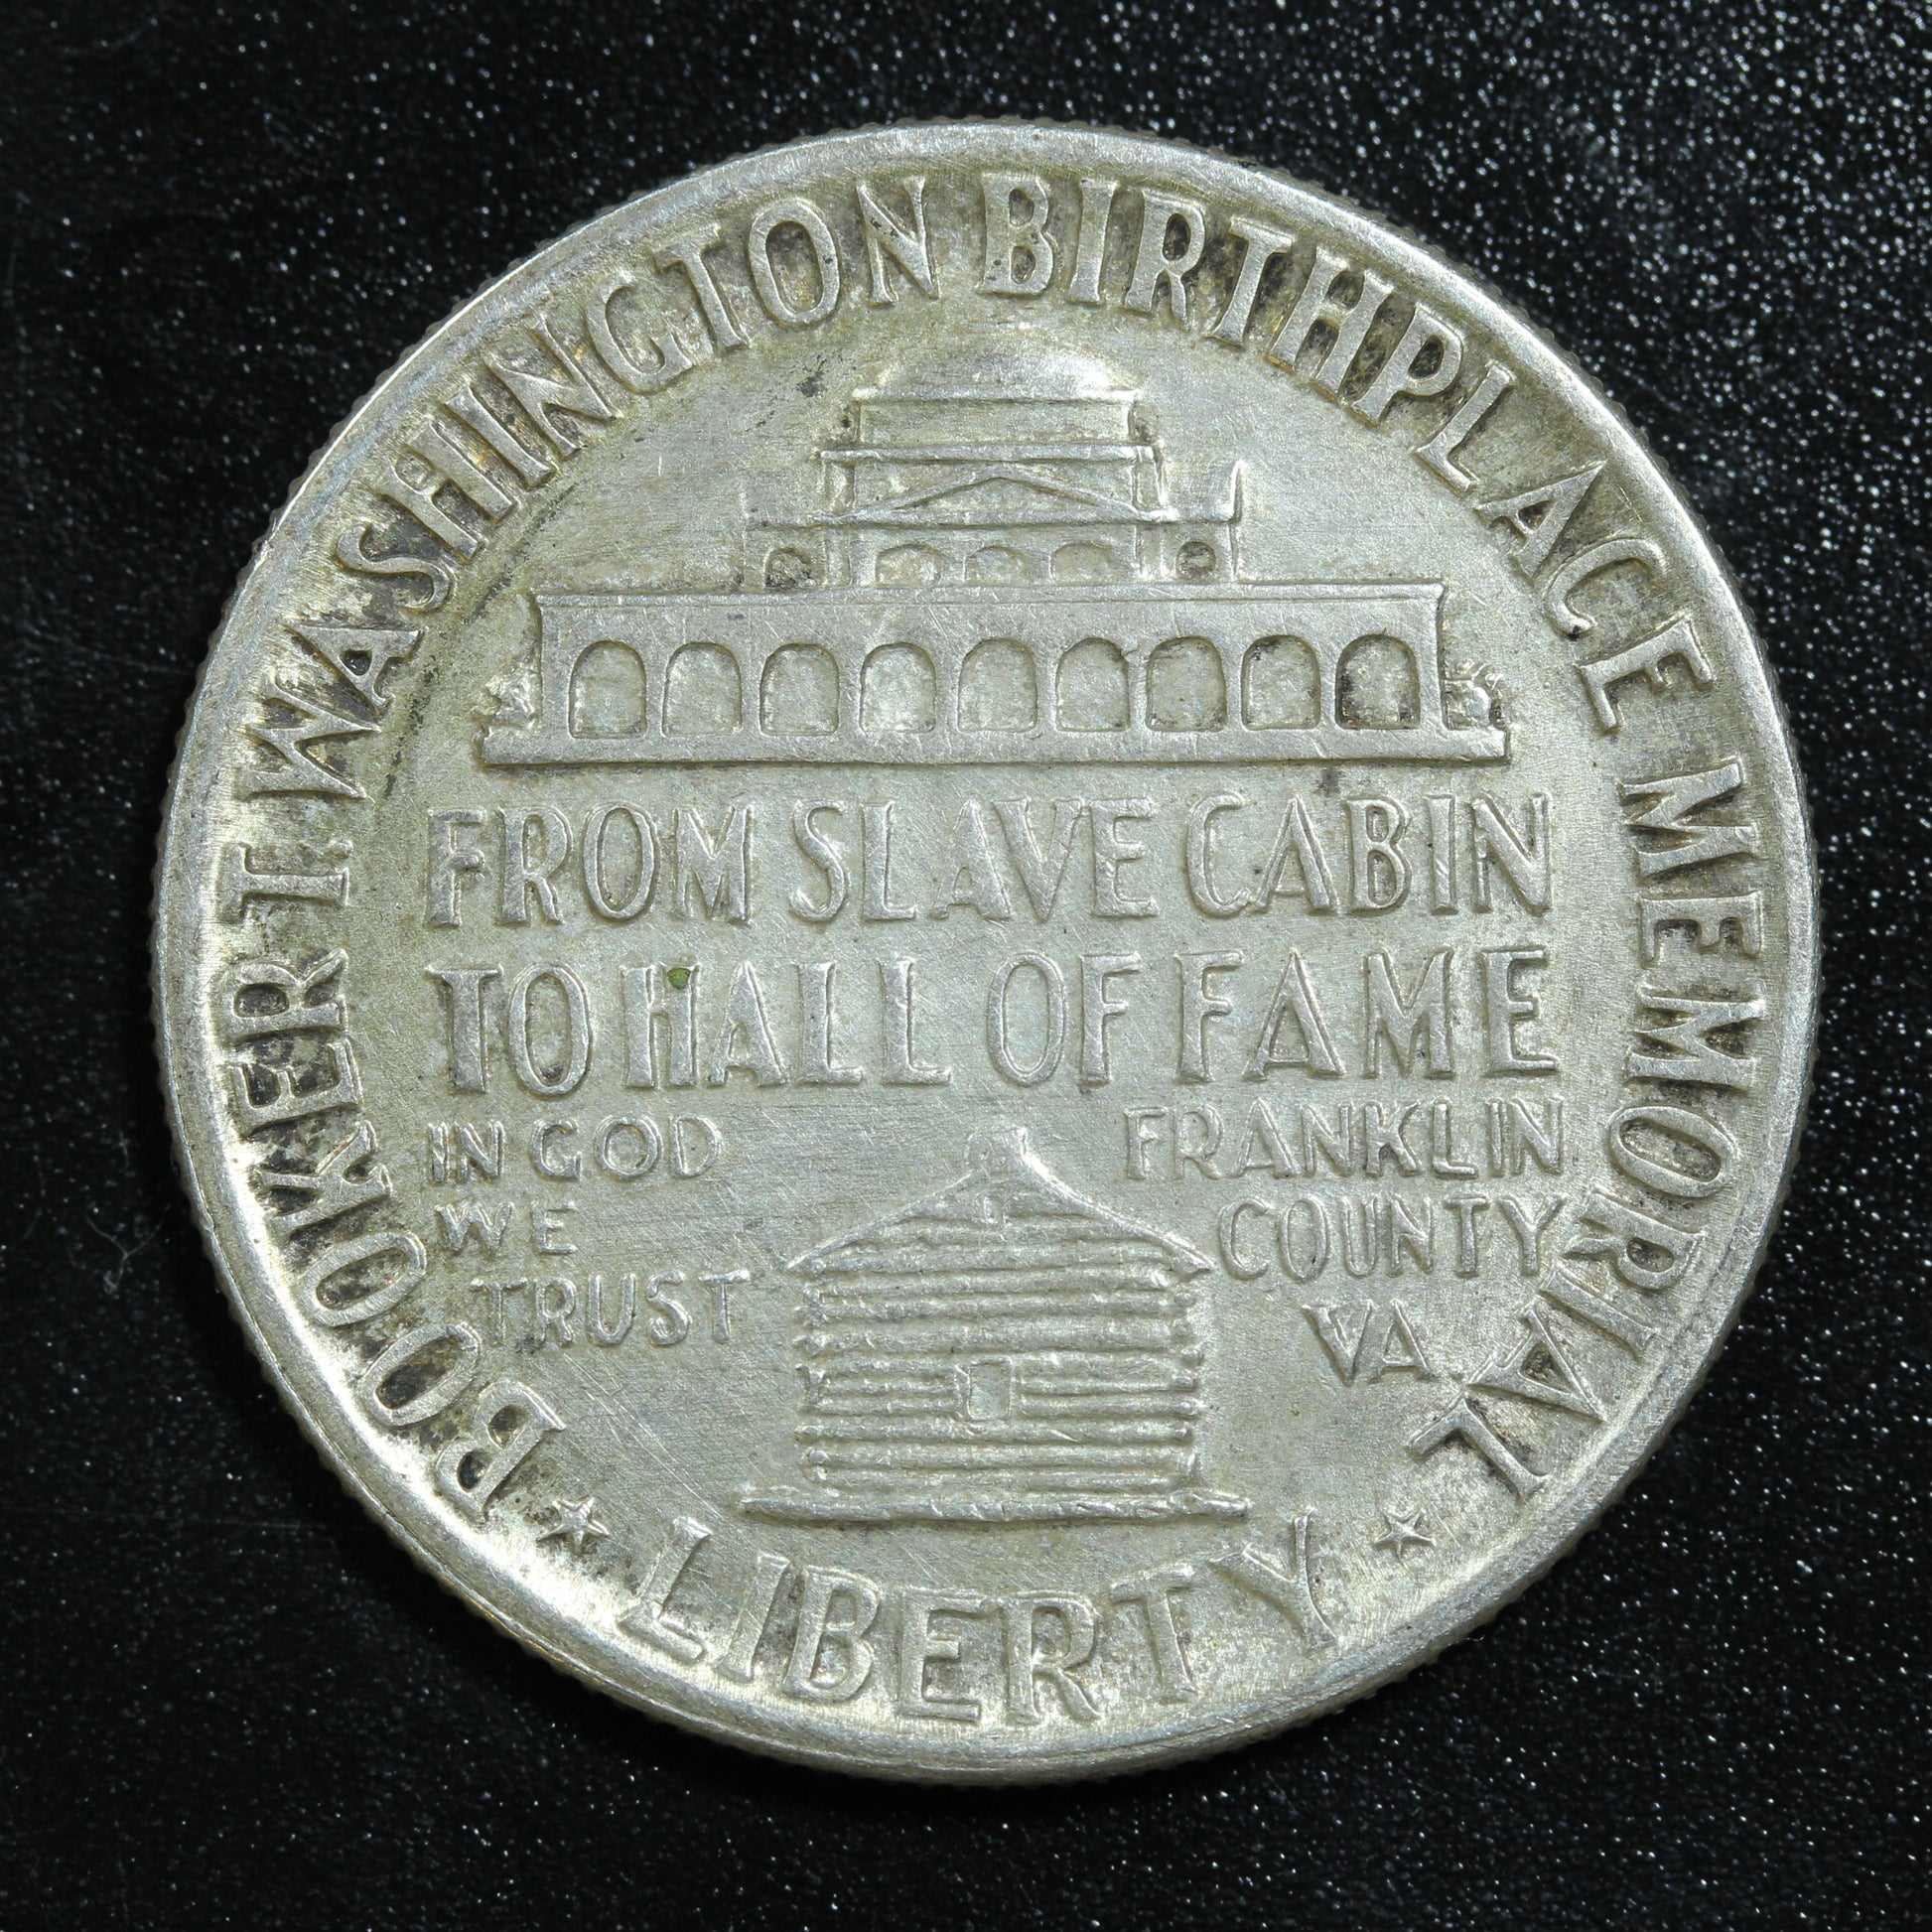 BOOKER T. WASHINGTON BIRTHPLACE MEMORIAL
FROM SLAVE CABIN
TO HALL OF FAME
IN GOD
WE
TRUST
FRANKLIN
COUNTY
VA
LIBERTY